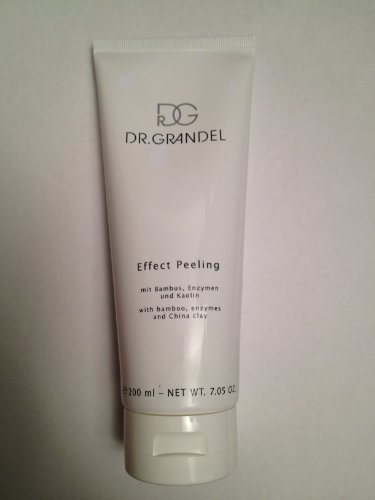 DRG
DR.GRANDEL
Effect Peeling
mit Bambus, Enzymen
und Kaolin
with bamboo, enzymes
and China clay
℮ 200 ml – NET WT. 7.05 OZ.